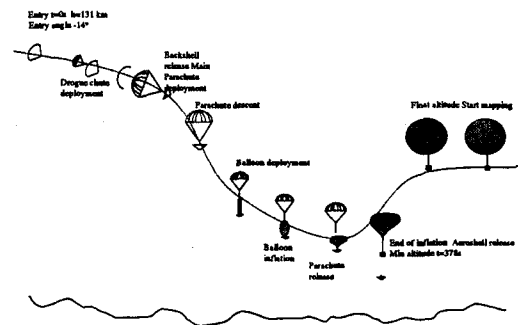 Entry t=0s h=131 km
Entry angle -14°
Backshell
release Main
Parachute
deployment
Drogue chute
deployment
Parachute descent
Final altitude Start mapping
Balloon deployment
Balloon
inflation
Parachute
release
End of inflation Aeroshell release
Min altitude t=378s